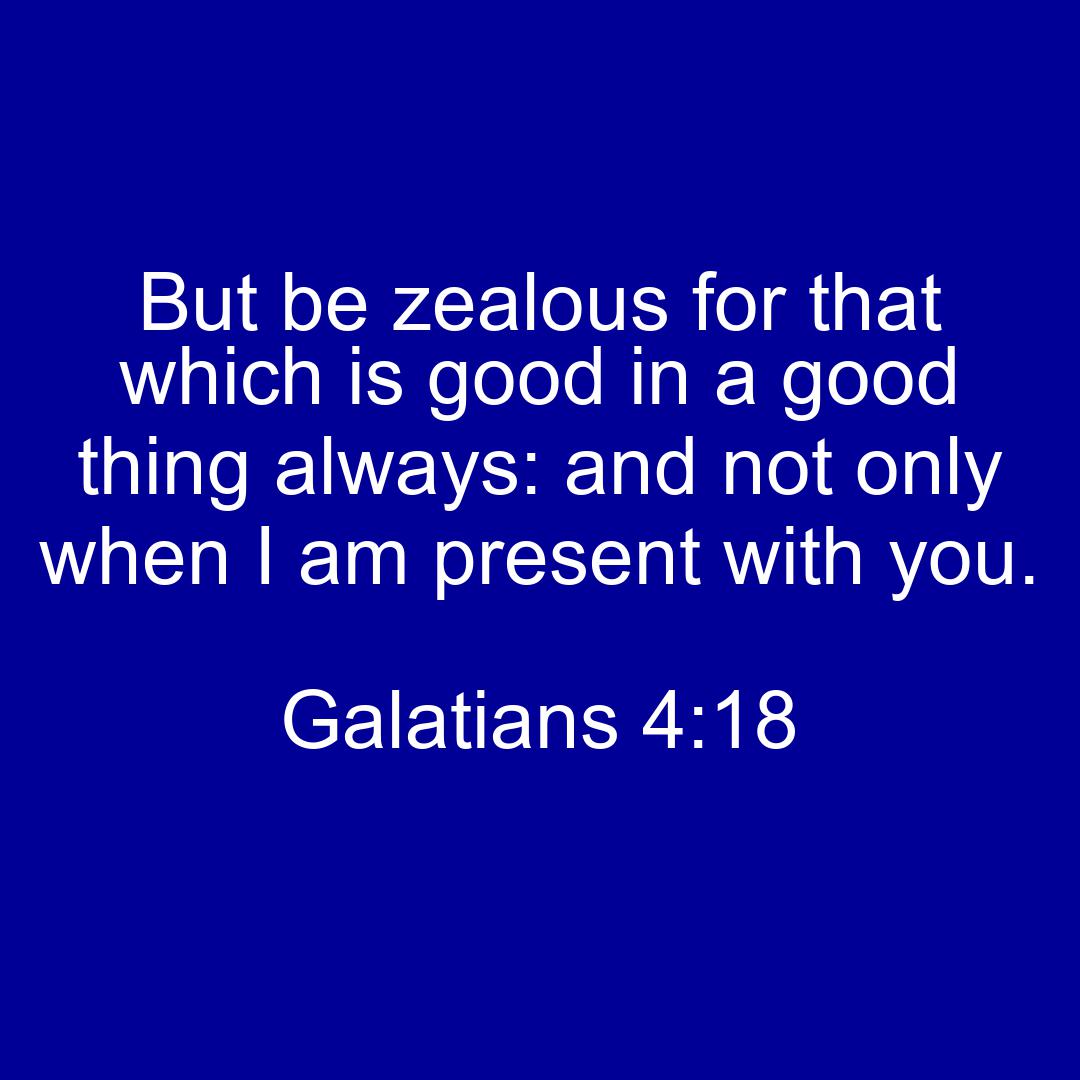 But be zealous for that
which is good in a good
thing always: and not only
when I am present with you.
Galatians 4:18